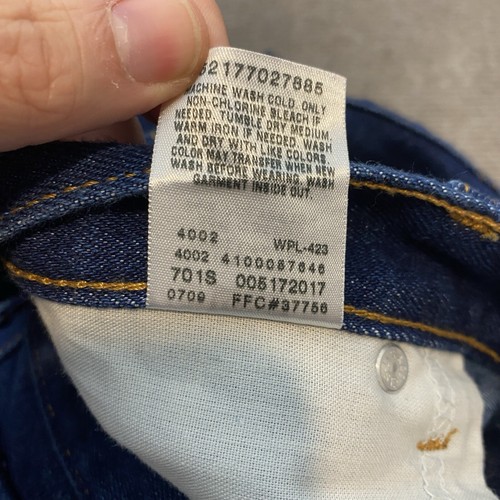 52177027885
MACHINE WASH COLD ONLY
NON-CHLORINE BLEACH IF
NEEDED. TUMBLE DRY MEDIUM,
WARM IRON IF NEEDED. WASH
AND DRY WITH LIKE COLORS
COLOR MAY TRANSFER WHEN NEW
WASH BEFORE WEARING. WASH
GARMENT INSIDE OUT.
4002 WPL-423
4002 4100087646
701S 005172017
0709 FFC#37756